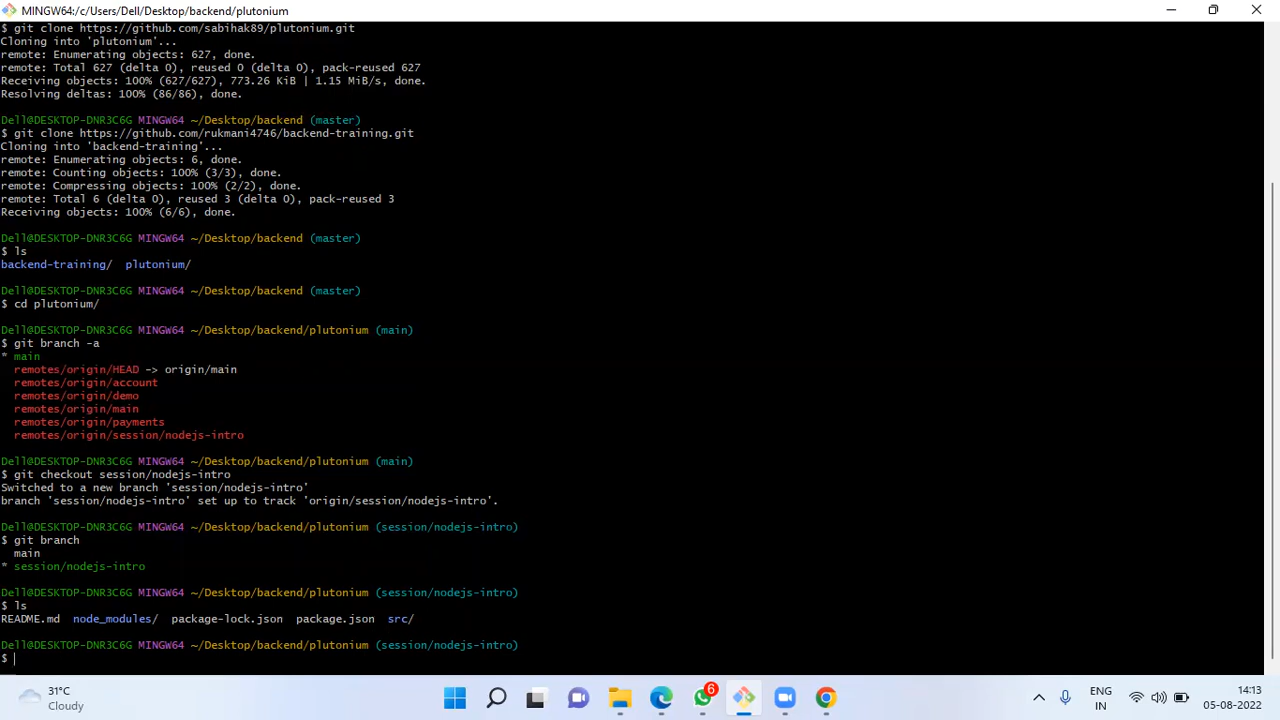 MINGW64:/c/Users/Dell/Desktop/backend/plutonium
$ git clone https://github.com/sabihak89/plutonium.git
Cloning into 'plutonium'...
remote: Enumerating objects: 627, done.
remote: Total 627 (delta 0), reused 0 (delta 0), pack-reused 627
Receiving objects: 100% (627/627), 773.26 KiB | 1.15 MiB/s, done.
Resolving deltas: 100% (86/86), done.
Dell@DESKTOP-DNR3C6G MINGW64 ~/Desktop/backend (master)
$ git clone https://github.com/rukmani4746/backend-training.git
Cloning into 'backend-training'...
remote: Enumerating objects: 6, done.
remote: Counting objects: 100% (3/3), done.
remote: Compressing objects: 100% (2/2), done.
remote: Total 6 (delta 0), reused 3 (delta 0), pack-reused 3
Receiving objects: 100% (6/6), done.
Dell@DESKTOP-DNR3C6G MINGW64 ~/Desktop/backend (master)
$ ls
backend-training/  plutonium/
Dell@DESKTOP-DNR3C6G MINGW64 ~/Desktop/backend (master)
$ cd plutonium/
Dell@DESKTOP-DNR3C6G MINGW64 ~/Desktop/backend/plutonium (main)
$ git branch -a
* main
remotes/origin/HEAD -> origin/main
remotes/origin/account
remotes/origin/demo
remotes/origin/main
remotes/origin/payments
remotes/origin/session/nodejs-intro
Dell@DESKTOP-DNR3C6G MINGW64 ~/Desktop/backend/plutonium (main)
$ git checkout session/nodejs-intro
Switched to a new branch 'session/nodejs-intro'
branch 'session/nodejs-intro' set up to track 'origin/session/nodejs-intro'.
Dell@DESKTOP-DNR3C6G MINGW64 ~/Desktop/backend/plutonium (session/nodejs-intro)
$ git branch
main
* session/nodejs-intro
Dell@DESKTOP-DNR3C6G MINGW64 ~/Desktop/backend/plutonium (session/nodejs-intro)
$ ls
README.md  node_modules/  package-lock.json  package.json  src/
Dell@DESKTOP-DNR3C6G MINGW64 ~/Desktop/backend/plutonium (session/nodejs-intro)
$
31°C
Cloudy
6
ENG
IN
14:13
05-08-2022